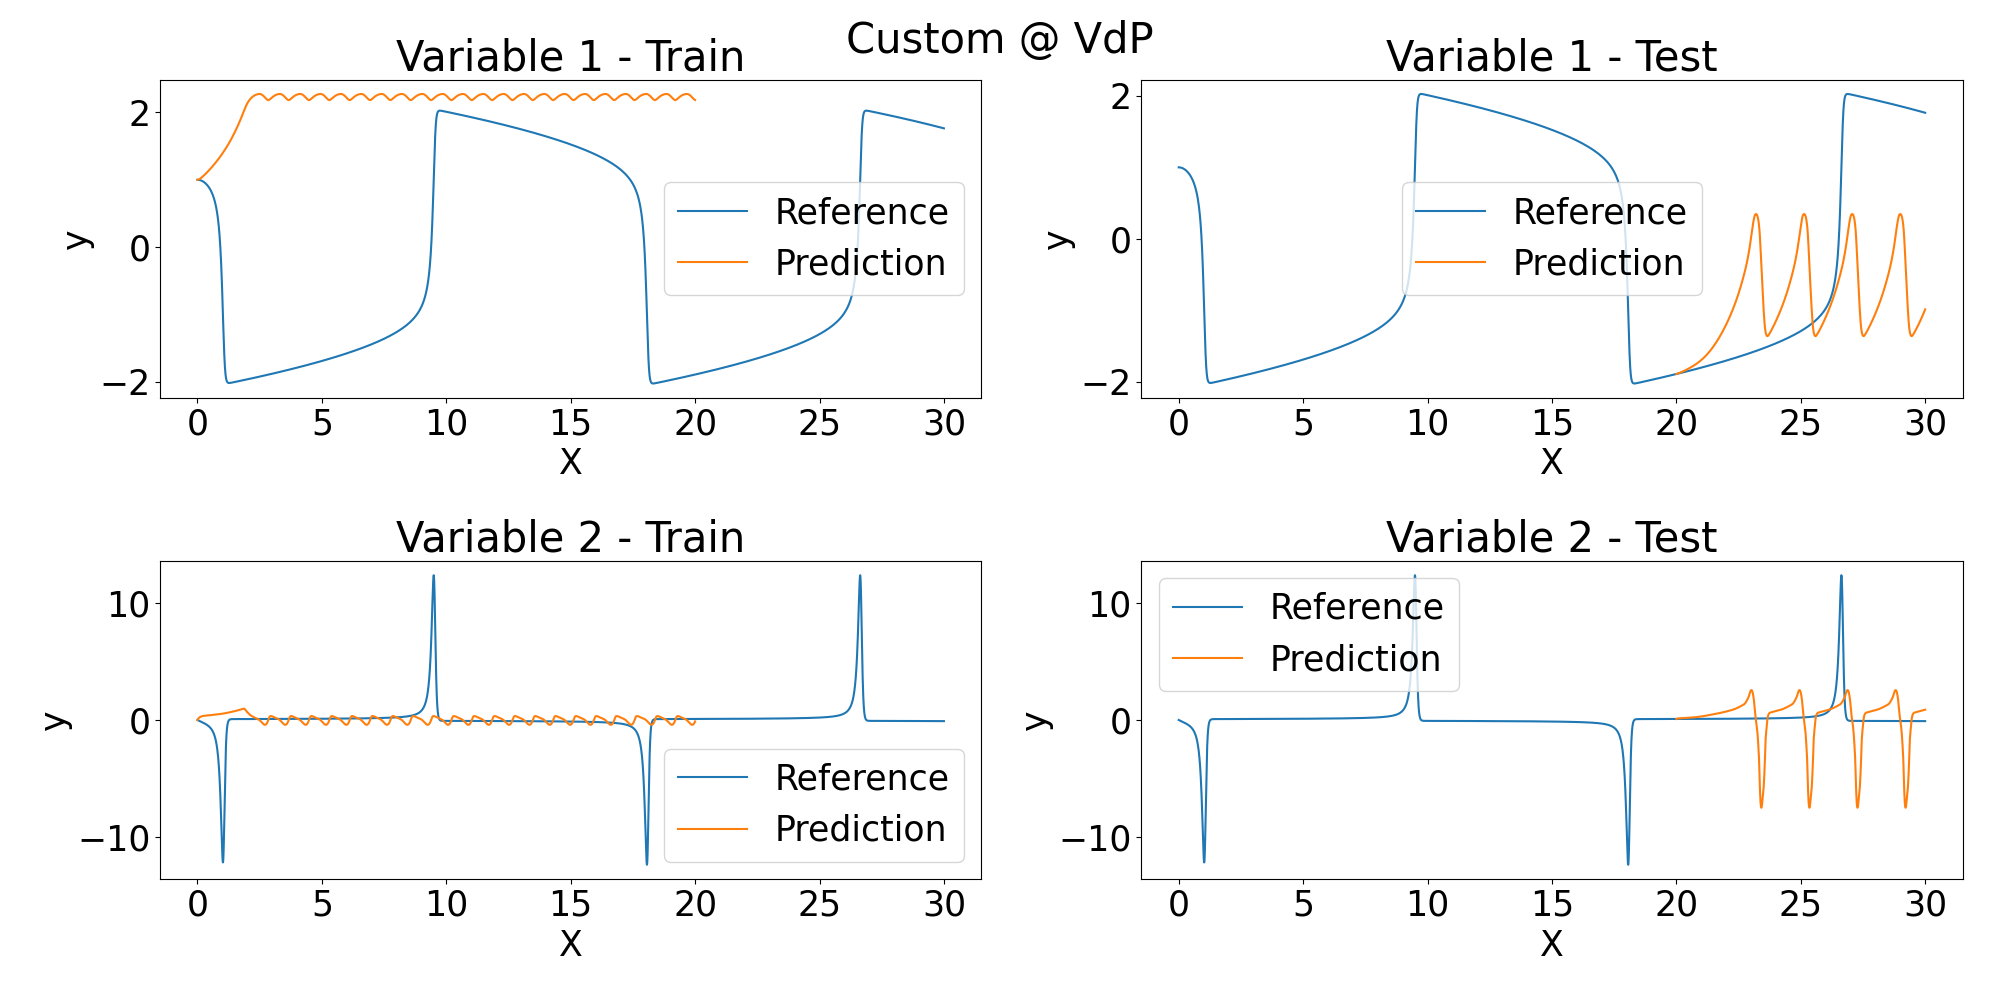 Custom @ VdP
Variable 1 - Train
y
2
0
−2
0 5 10 15 20 25 30
X
Reference
Prediction
Variable 1 - Test
y
2
0
−2
0 5 10 15 20 25 30
X
Reference
Prediction
Variable 2 - Train
y
10
0
−10
0 5 10 15 20 25 30
X
Reference
Prediction
Variable 2 - Test
y
10
0
−10
0 5 10 15 20 25 30
X
Reference
Prediction